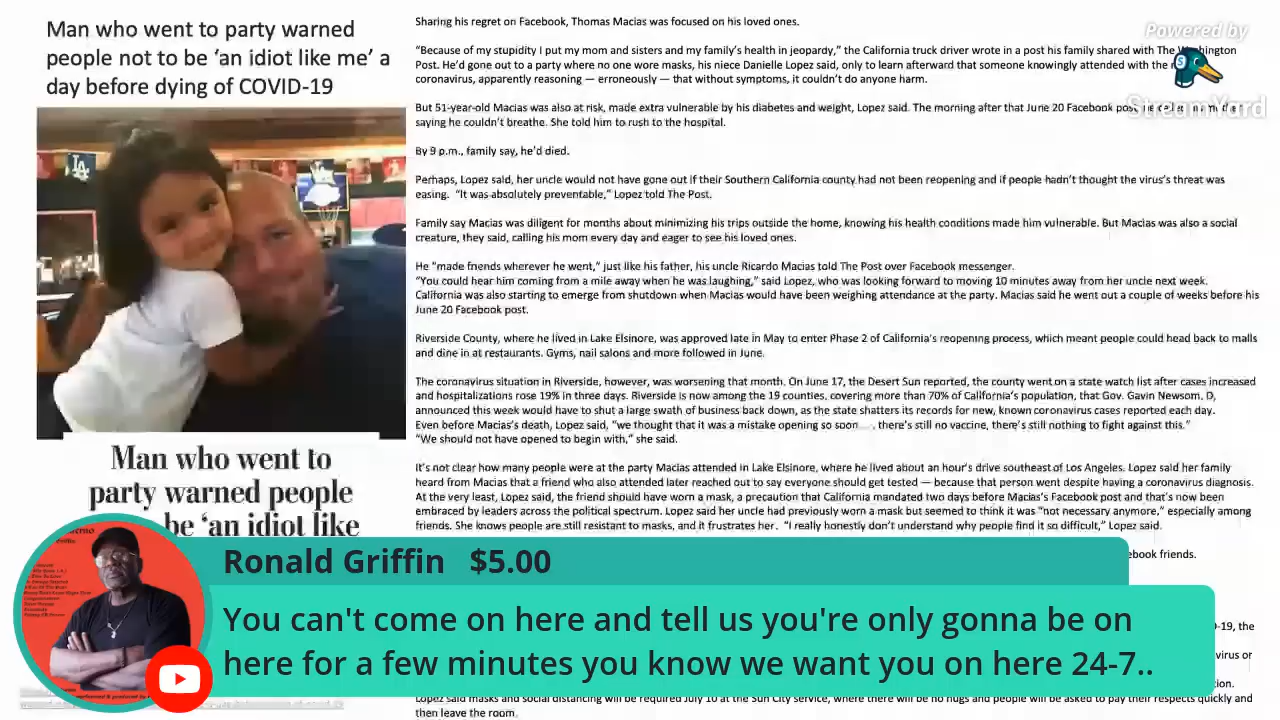 Man who went to party warned
people not to be ‘an idiot like me’ a
day before dying of COVID-19
Man who went to
party warned people
be ‘an idiot like
Sharing his regret on Facebook, Thomas Macias was focused on his loved ones.
“Because of my stupidity I put my mom and sisters and my family’s health in jeopardy,” the California truck driver wrote in a post his family shared with The Washington
Post. He’d gone out to a party where no one wore masks, his niece Danielle Lopez said, only to learn afterward that someone knowingly attended with the
coronavirus, apparently reasoning — erroneously — that without symptoms, it couldn’t do anyone harm.
But 51-year-old Macias was also at risk, made extra vulnerable by his diabetes and weight, Lopez said. The morning after that June 20 Facebook post, he called
saying he couldn’t breathe. She told him to rush to the hospital.
By 9 p.m., family say, he’d died.
Perhaps, Lopez said, her uncle would not have gone out if their Southern California county had not been reopening and if people hadn’t thought the virus’s threat was
easing.  “It was absolutely preventable,” Lopez told The Post.
Family say Macias was diligent for months about minimizing his trips outside the home, knowing his health conditions made him vulnerable. But Macias was also a social
creature, they said, calling his mom every day and eager to see his loved ones.
He “made friends wherever he went,” just like his father, his uncle Ricardo Macias told The Post over Facebook messenger.
“You could hear him coming from a mile away when he was laughing,” said Lopez, who was looking forward to moving 10 minutes away from her uncle next week.
California was also starting to emerge from shutdown when Macias would have been weighing attendance at the party. Macias said he went out a couple of weeks before his
June 20 Facebook post.
Riverside County, where he lived in Lake Elsinore, was approved late in May to enter Phase 2 of California’s reopening process, which meant people could head back to malls
and dine in at restaurants. Gyms, nail salons and more followed in June.
The coronavirus situation in Riverside, however, was worsening that month. On June 17, the Desert Sun reported, the county went on a state watch list after cases increased
and hospitalizations rose 19% in three days. Riverside is now among the 19 counties, covering more than 70% of California’s population, that Gov. Gavin Newsom, D,
announced this week would have to shut a large swath of business back down, as the state shatters its records for new, known coronavirus cases reported each day.
Even before Macias’s death, Lopez said, “we thought that it was a mistake opening so soon . . . there’s still no vaccine, there’s still nothing to fight against this.”
“We should not have opened to begin with,” she said.
It’s not clear how many people were at the party Macias attended in Lake Elsinore, where he lived about an hour’s drive southeast of Los Angeles. Lopez said her family
heard from Macias that a friend who also attended later reached out to say everyone should get tested — because that person went despite having a coronavirus diagnosis.
At the very least, Lopez said, the friend should have worn a mask, a precaution that California mandated two days before Macias’s Facebook post and that’s now been
embraced by leaders across the political spectrum. Lopez said her uncle had previously worn a mask but seemed to think it was “not necessary anymore,” especially among
friends. She knows people are still resistant to masks, and it frustrates her.  “I really honestly don’t understand why people find it so difficult,” Lopez said.
ebook friends.
-19, the
virus or
tion.
Lopez said masks and social distancing will be required July 10 at the Sun City service, where there will be no hugs and people will be asked to pay their respects quickly and
then leave the room.
Powered by
StreamYard
Ronald Griffin $5.00
You can't come on here and tell us you're only gonna be on
here for a few minutes you know we want you on here 24-7..